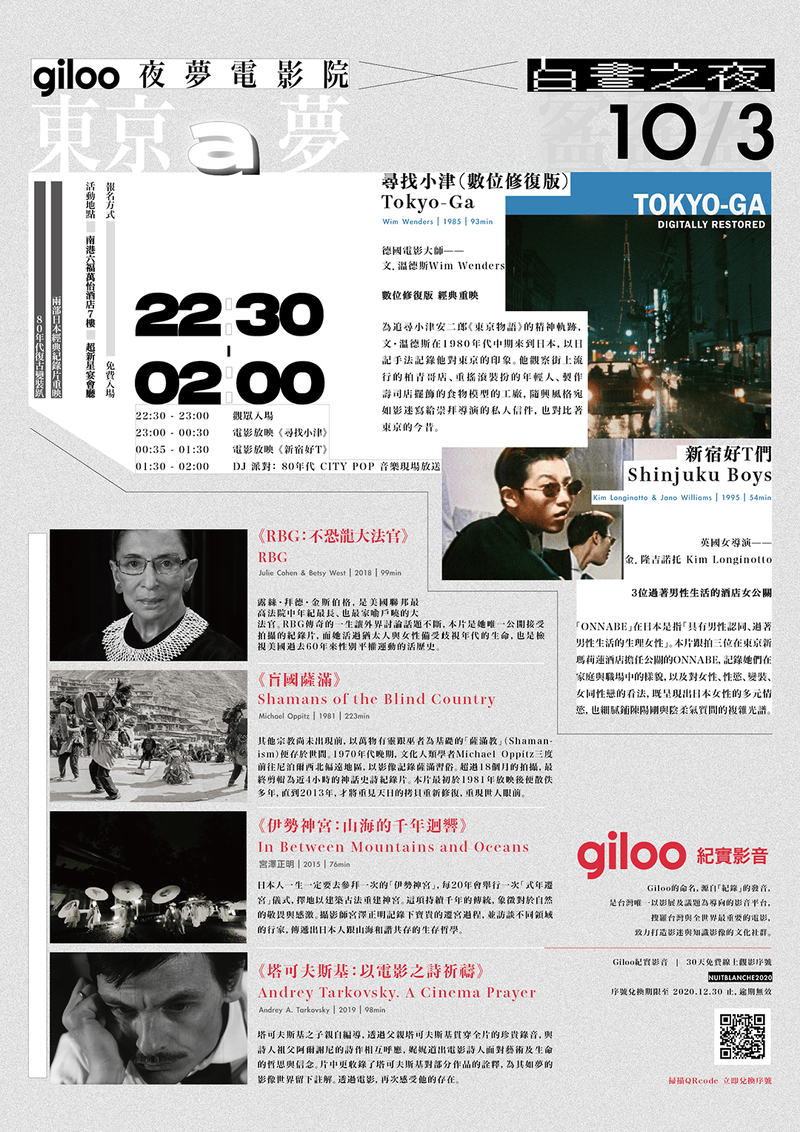 giloo 夜夢電影院
白晝之夜
東京a夢
10/3
兩部日本經典紀錄片重映
80年代復古變裝趴
報名方式 免費入場
活動地點 南港六福萬怡酒店7樓 超新星宴會廳
22:30
-
02:00
22:30 - 23:00 觀眾入場
23:00 - 00:30 電影放映《尋找小津》
00:35 - 01:30 電影放映《新宿好T》
01:30 - 02:00 DJ 派對: 80年代 CITY POP 音樂現場放送
尋找小津（數位修復版）
Tokyo-Ga
Wim Wenders | 1985 | 93min
德國電影大師——
文．溫德斯Wim Wenders
數位修復版 經典重映
為追尋小津安二郎《東京物語》的精神軌跡，
文．溫德斯在1980年代中期來到日本，以日
記手法記錄他對東京的印象。他觀察街上流
行的柏青哥店、重搖滾裝扮的年輕人、製作
壽司店擺飾的食物模型的工廠，隨興風格宛
如影迷寫給崇拜導演的私人信件，也對比著
東京的今昔。
TOKYO-GA
DIGITALLY RESTORED
新宿好T們
Shinjuku Boys
Kim Longinotto & Jano Williams | 1995 | 54min
英國女導演——
金．隆吉諾托 Kim Longinotto
3位過著男性生活的酒店女公關
「ONNABE」在日本是指「具有男性認同、過著
男性生活的生理女性」。本片跟拍三位在東京新
瑪莉蓮酒店擔任公關的ONNABE，記錄她們在
家庭與職場中的樣貌，以及對女性、性慾、變裝、
女同性戀的看法，既呈現出日本女性的多元情
慾，也細膩鋪陳陽剛與陰柔氣質間的複雜光譜。
《RBG：不恐龍大法官》
RBG
Julie Cohen & Betsy West | 2018 | 99min
露絲·拜德·金斯伯格，是美國聯邦最
高法院中年紀最長、也最家喻戶曉的大
法官。RBG傳奇的一生讓外界討論話題不斷，本片是她唯一公開接受
拍攝的紀錄片，而她活過猶太人與女性備受歧視年代的生命，也是檢
視美國過去60年來性別平權運動的活歷史。
《盲國薩滿》
Shamans of the Blind Country
Michael Oppitz | 1981 | 223min
其他宗教尚未出現前，以萬物有靈跟巫者為基礎的「薩滿教」（Shaman-
ism）便存於世間。1970年代晚期，文化人類學者Michael Oppitz三度
前往尼泊爾西北偏遠地區，以影像記錄薩滿習俗。超過18個月的拍攝，最
終剪輯為近4小時的神話史詩紀錄片。本片最初於1981年放映後便散佚
多年，直到2013年，才將重見天日的拷貝重新修復，重現世人眼前。
《伊勢神宮：山海的千年迴響》
In Between Mountains and Oceans
宮澤正明 | 2015 | 76min
日本人一生一定要去參拜一次的「伊勢神宮」，每20年會舉行一次「式年遷
宮」儀式，擇地以建築古法重建神宮。這項持續千年的傳統，象徵對於自然
的敬畏與感激。攝影師宮澤正明記錄下寶貴的遷宮過程，並訪談不同領域
的行家，傳遞出日本人跟山海和諧共存的生存哲學。
《塔可夫斯基：以電影之詩祈禱》
Andrey Tarkovsky. A Cinema Prayer
Andrey A. Tarkovsky | 2019 | 98min
塔可夫斯基之子親自編導，透過父親塔可夫斯基貫穿全片的珍貴錄音，與
詩人祖父阿爾謝尼的詩作相互呼應，娓娓道出電影詩人面對藝術及生命
的哲思與信念。片中更收錄了塔可夫斯基對部分作品的詮釋，為其如夢的
影像世界留下註解。透過電影，再次感受他的存在。
giloo 紀實影音
Giloo的命名，源自「紀錄」的發音，
是台灣唯一以影展及議題為導向的影音平台，
搜羅台灣與全世界最重要的電影，
致力打造影迷與知識影像的文化社群。
Giloo紀實影音 | 30天免費線上觀影序號
NUITBLANCHE2020
序號兌換期限至 2020.12.30 止，逾期無效
掃描QRcode 立即兌換序號